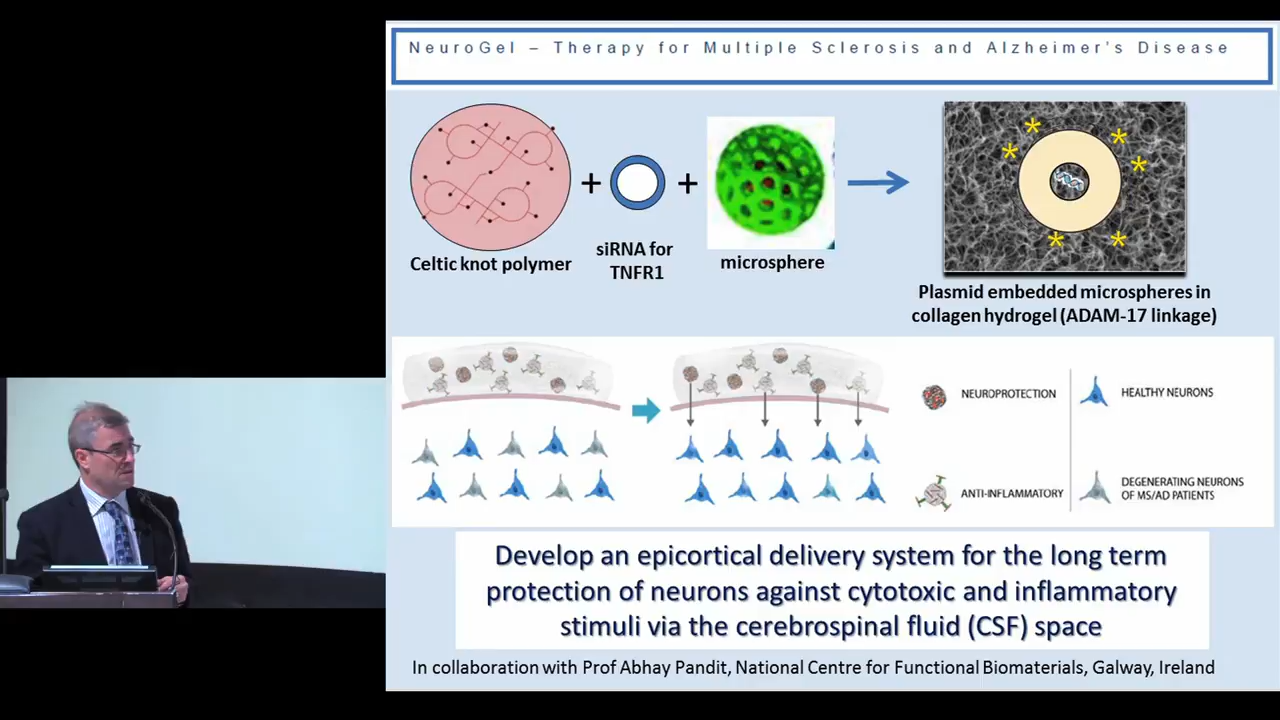 NeuroGel – Therapy for Multiple Sclerosis and Alzheimer's Disease
+
+
Celtic knot polymer
siRNA for
TNFR1
microsphere
Plasmid embedded microspheres in
collagen hydrogel (ADAM-17 linkage)
NEUROPROTECTION
HEALTHY NEURONS
ANTI-INFLAMMATORY
DEGENERATING NEURONS
OF MS/AD PATIENTS
Develop an epicortical delivery system for the long term
protection of neurons against cytotoxic and inflammatory
stimuli via the cerebrospinal fluid (CSF) space
In collaboration with Prof Abhay Pandit, National Centre for Functional Biomaterials, Galway, Ireland